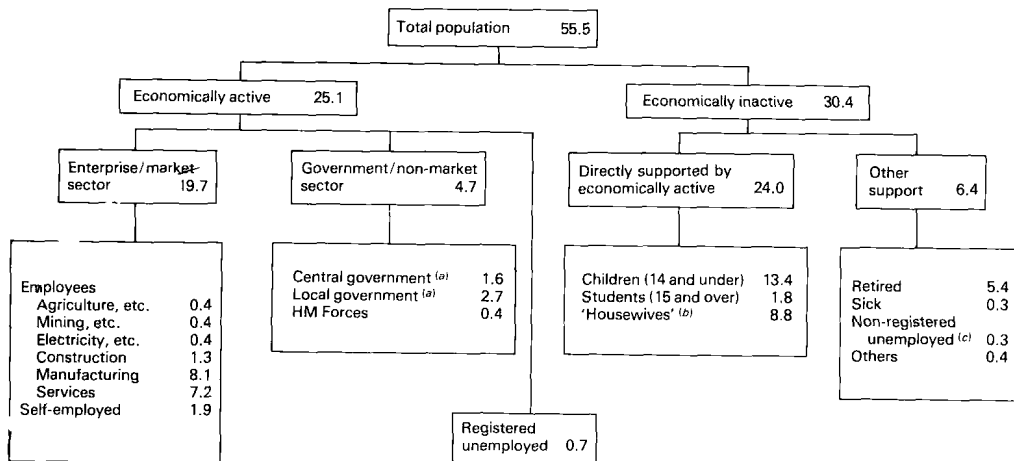 Total population 55.5
Economically active 25.1
Economically inactive 30.4
Enterprise/market
sector 19.7
Government/non-market
sector 4.7
Directly supported by
economically active 24.0
Other
support 6.4
Employees
Agriculture, etc. 0.4
Mining, etc. 0.4
Electricity, etc. 0.4
Construction 1.3
Manufacturing 8.1
Services 7.2
Self-employed 1.9
Central government (a) 1.6
Local government (a) 2.7
HM Forces 0.4
Registered
unemployed 0.7
Children (14 and under) 13.4
Students (15 and over) 1.8
'Housewives' (b) 8.8
Retired 5.4
Sick 0.3
Non-registered
unemployed (c) 0.3
Others 0.4